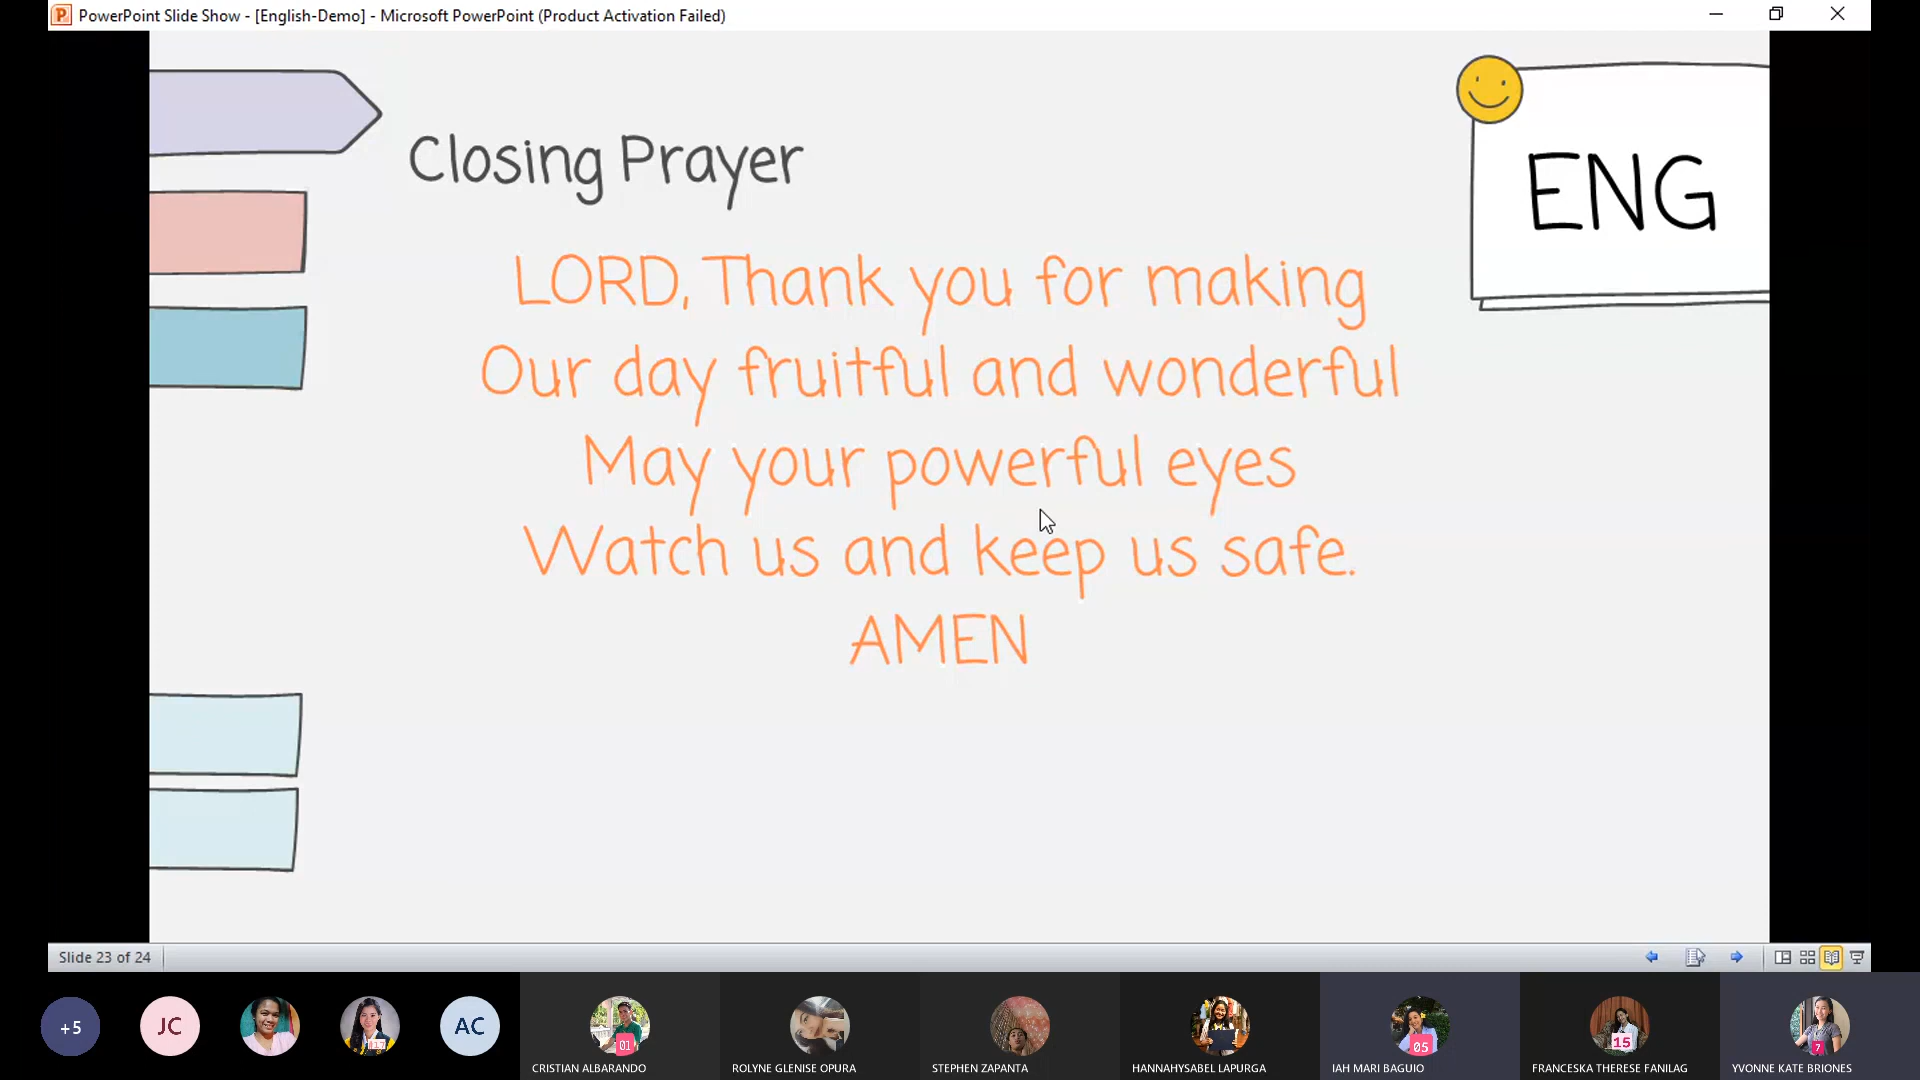 PowerPoint Slide Show - [English-Demo] - Microsoft PowerPoint (Product Activation Failed)
Closing Prayer
ENG
LORD, Thank you for making
Our day fruitful and wonderful
May your powerful eyes
Watch us and keep us safe.
AMEN
Slide 23 of 24
+5
JC
17
AC
01
05
15
7
CRISTIAN ALBARANDO
ROLYNE GLENISE OPURA
STEPHEN ZAPANTA
HANNAHYSABEL LAPURGA
IAH MARI BAGUIO
FRANCESKA THERESE FANILAG
YVONNE KATE BRIONES